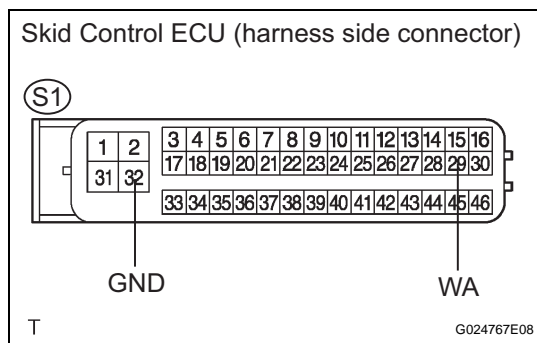 Skid Control ECU (harness side connector)
S1
1 2 3 4 5 6 7 8 9 10 11 12 13 14 15 16
17 18 19 20 21 22 23 24 25 26 27 28 29 30
31 32
33 34 35 36 37 38 39 40 41 42 43 44 45 46
GND WA
T G024767E08